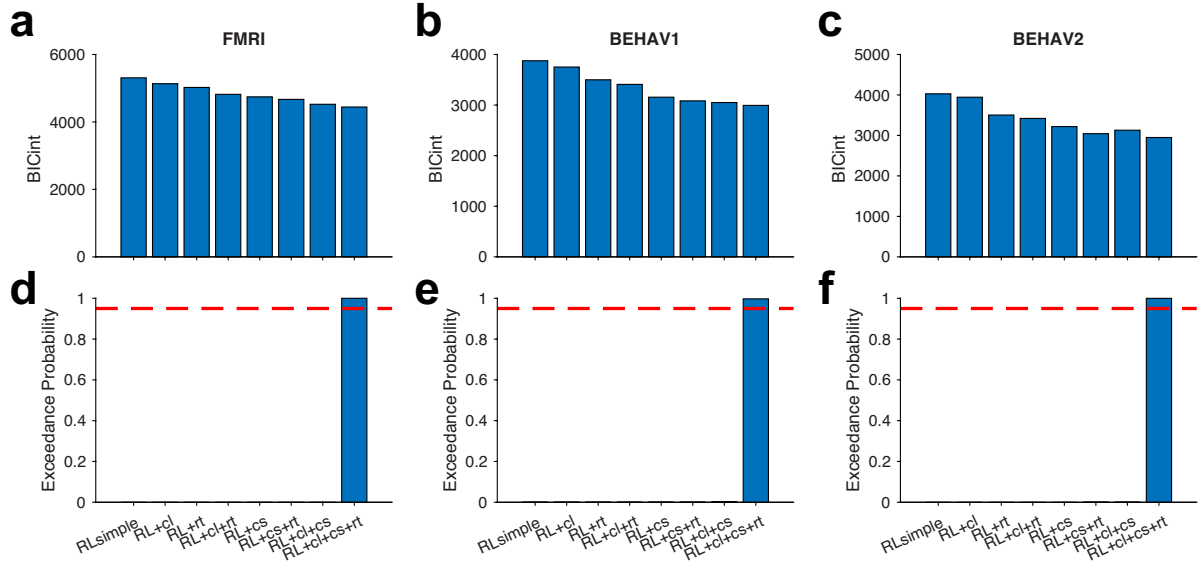 a
FMRI
6000
4000
2000
0
BICint
b
BEHAV1
4000
3000
2000
1000
0
BICint
c
BEHAV2
5000
4000
3000
2000
1000
0
BICint
d
1
0.8
0.6
0.4
0.2
0
Exceedance Probability
RLsimple
RL+cl
RL+rt
RL+cl+rt
RL+cs
RL+cs+rt
RL+cl+cs
RL+cl+cs+rt
e
1
0.8
0.6
0.4
0.2
0
Exceedance Probability
RLsimple
RL+cl
RL+rt
RL+cl+rt
RL+cs
RL+cs+rt
RL+cl+cs
RL+cl+cs+rt
f
1
0.8
0.6
0.4
0.2
0
Exceedance Probability
RLsimple
RL+cl
RL+rt
RL+cl+rt
RL+cs
RL+cs+rt
RL+cl+cs
RL+cl+cs+rt